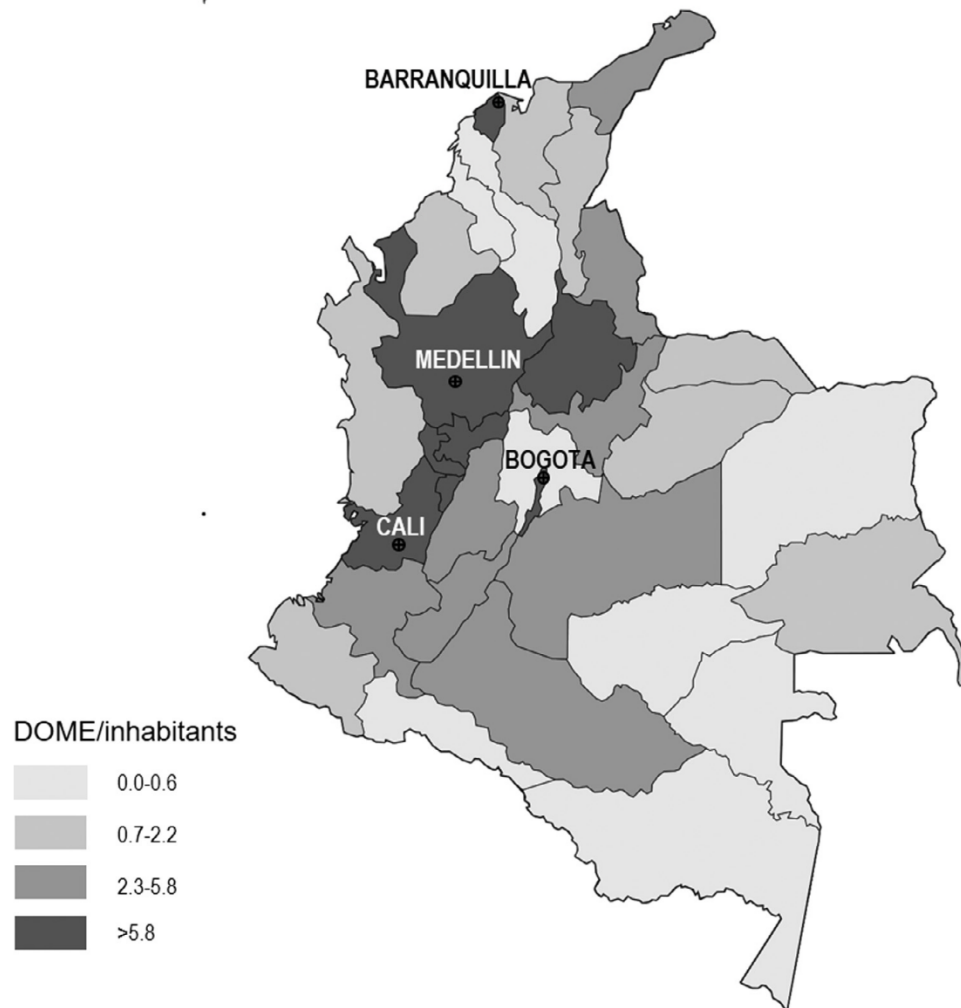 BARRANQUILLA
MEDELLIN
BOGOTA
CALI
DOME/inhabitants
0.0-0.6
0.7-2.2
2.3-5.8
>5.8